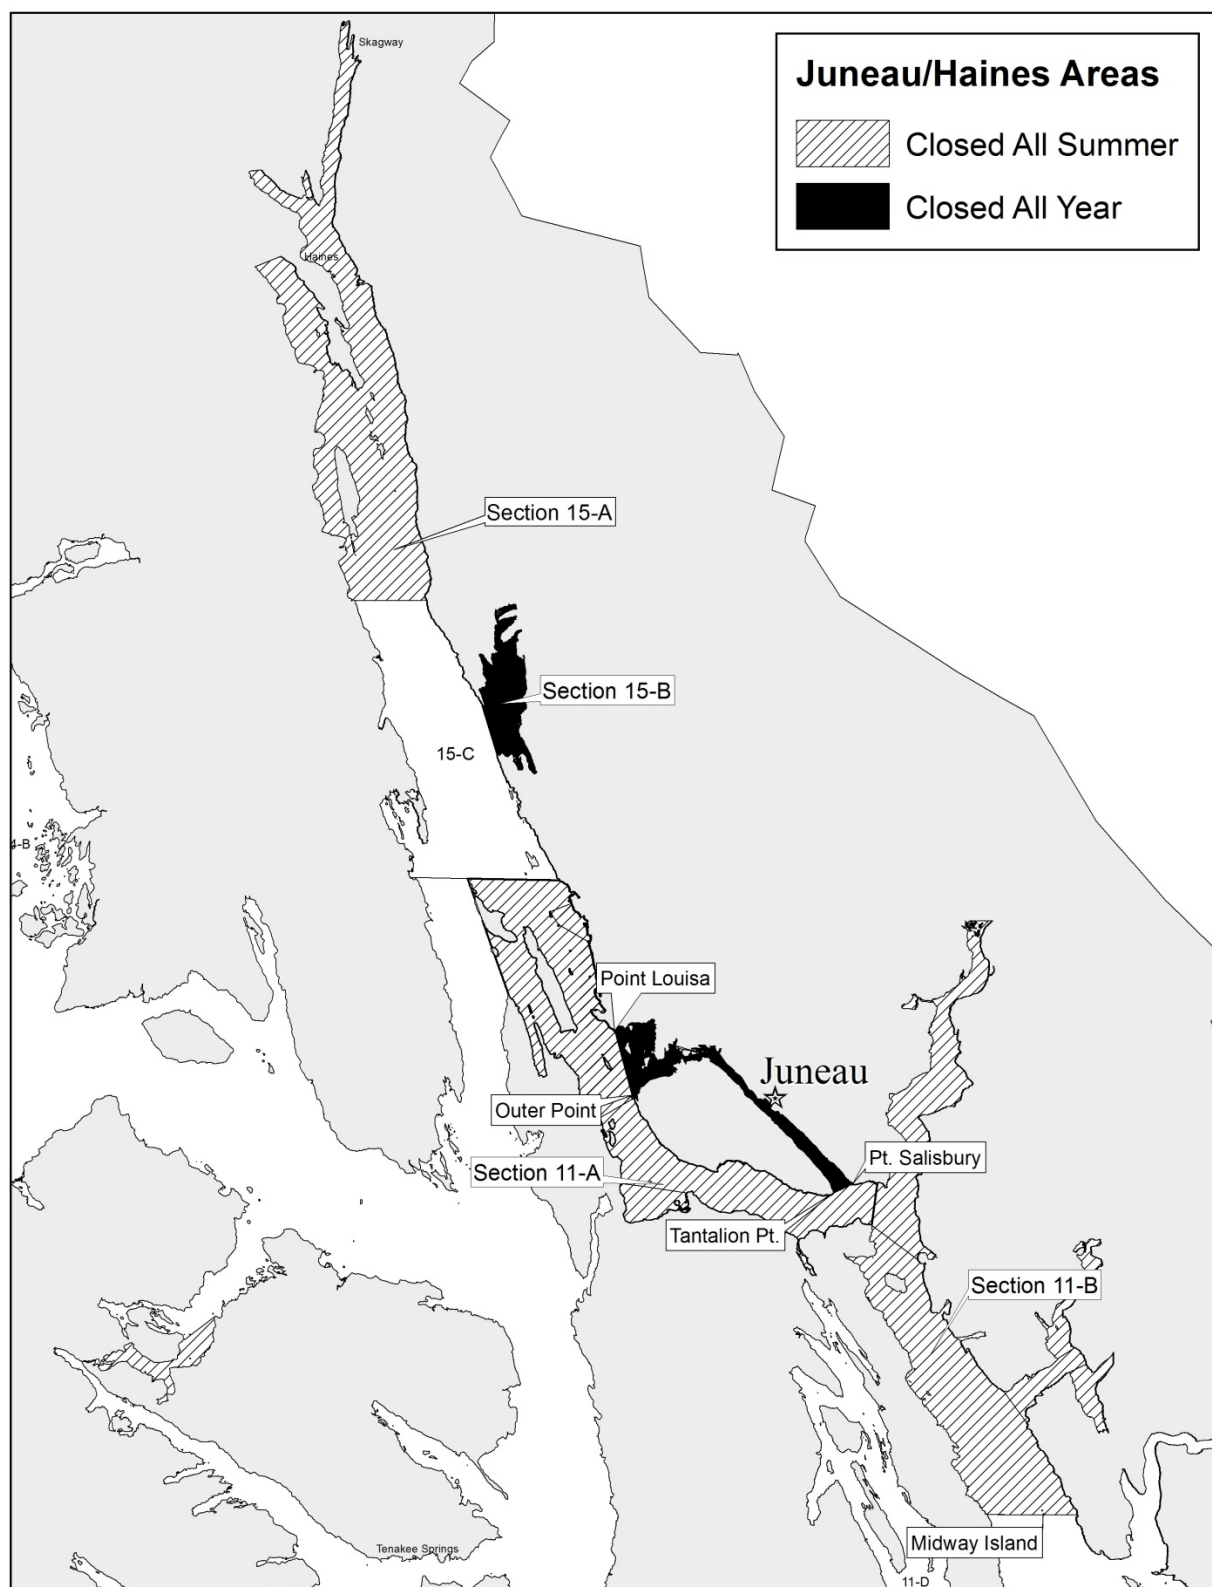 Skagway
Juneau/Haines Areas
Closed All Summer
Closed All Year
Haines
Section 15-A
Section 15-B
15-C
4-B
Point Louisa
Juneau
Outer Point
Pt. Salisbury
Section 11-A
Tantalion Pt.
Section 11-B
Midway Island
Tenakee Springs
11-D